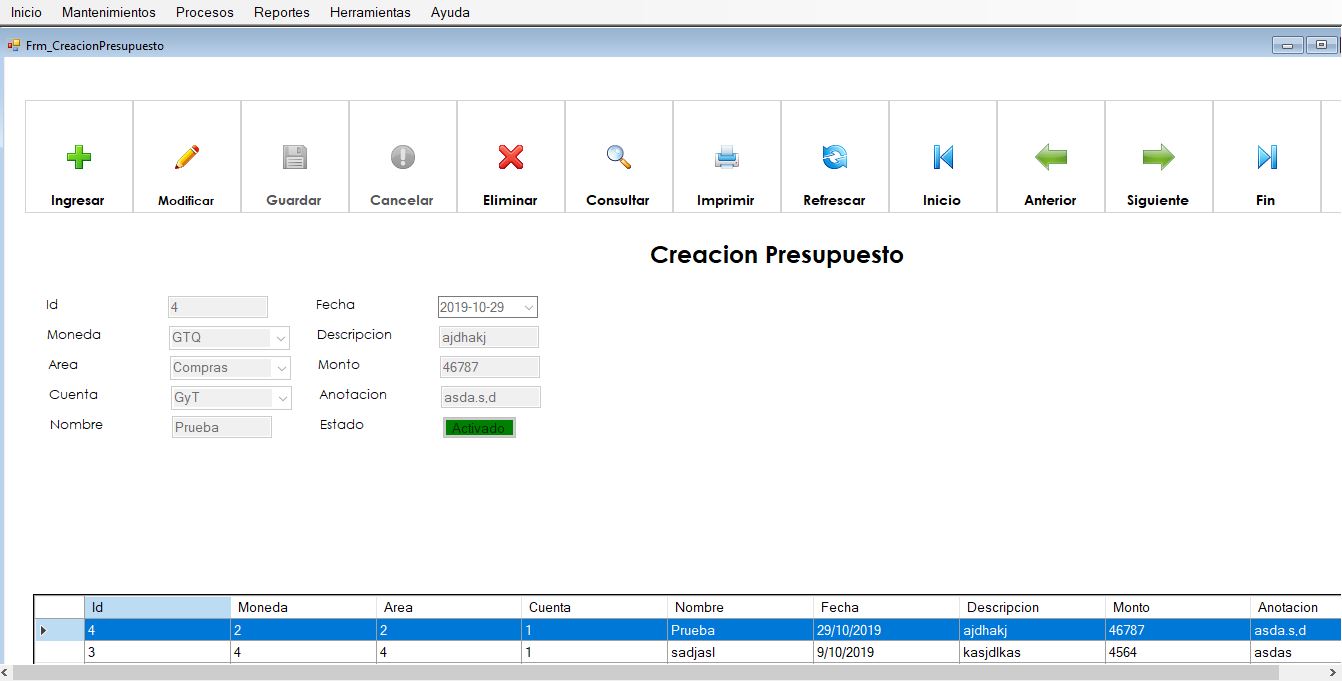 Inicio Mantenimientos Procesos Reportes Herramientas Ayuda
Frm_CreacionPresupuesto
Ingresar Modificar Guardar Cancelar Eliminar Consultar Imprimir Refrescar Inicio Anterior Siguiente Fin
Creacion Presupuesto
Id 4 Fecha 2019-10-29
Moneda GTQ Descripcion ajdhakj
Area Compras Monto 46787
Cuenta GyT Anotacion asda.s,d
Nombre Prueba Estado Activado
Id Moneda Area Cuenta Nombre Fecha Descripcion Monto Anotacion
4 2 2 1 Prueba 29/10/2019 ajdhakj 46787 asda.s,d
3 4 4 1 sadjasl 9/10/2019 kasjdlkas 4564 asdas